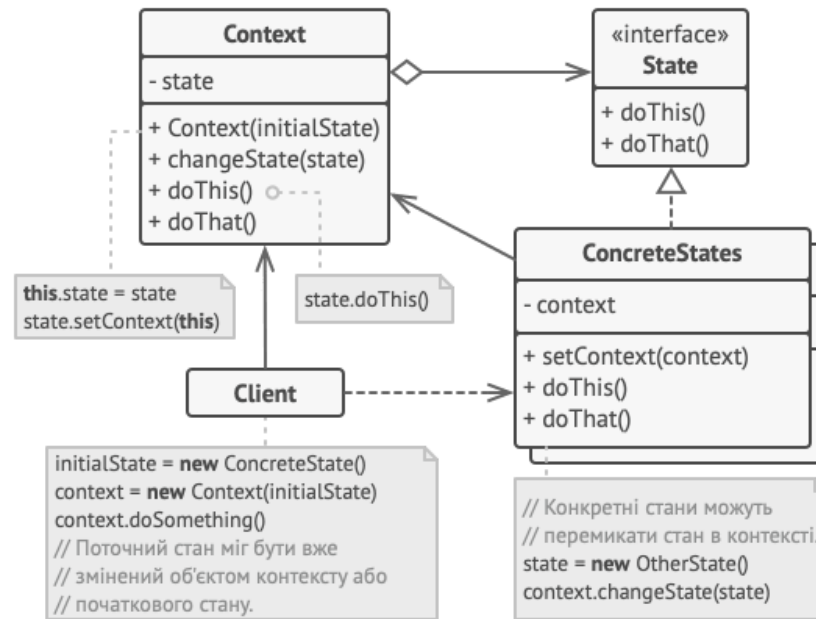 Context
- state
+ Context(initialState)
+ changeState(state)
+ doThis()
+ doThat()
«interface»
State
+ doThis()
+ doThat()
this.state = state
state.setContext(this)
state.doThis()
ConcreteStates
- context
+ setContext(context)
+ doThis()
+ doThat()
Client
initialState = new ConcreteState()
context = new Context(initialState)
context.doSomething()
// Поточний стан міг бути вже
// змінений об'єктом контексту або
// початкового стану.
// Конкретні стани можуть
// перемикати стан в контексті.
state = new OtherState()
context.changeState(state)